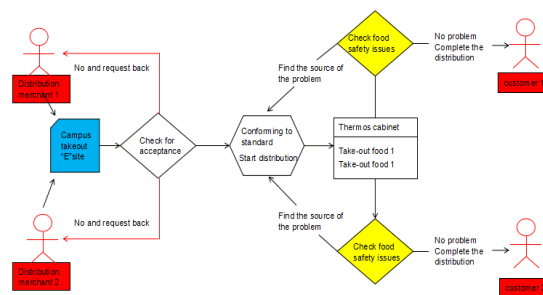 Distribution
merchant 1
No and request back
Campus
takeout
"E"site
Check for
acceptance
No and request back
Distribution
merchant 2
Conforming to
standard
Start distribution
Find the source of
the problem
Check food
safety issues
No problem
Complete the
distribution
customer 1
Thermos cabinet
Take-out food 1
Take-out food 1
Find the source of
the problem
Check food
safety issues
No problem
Complete the
distribution
customer